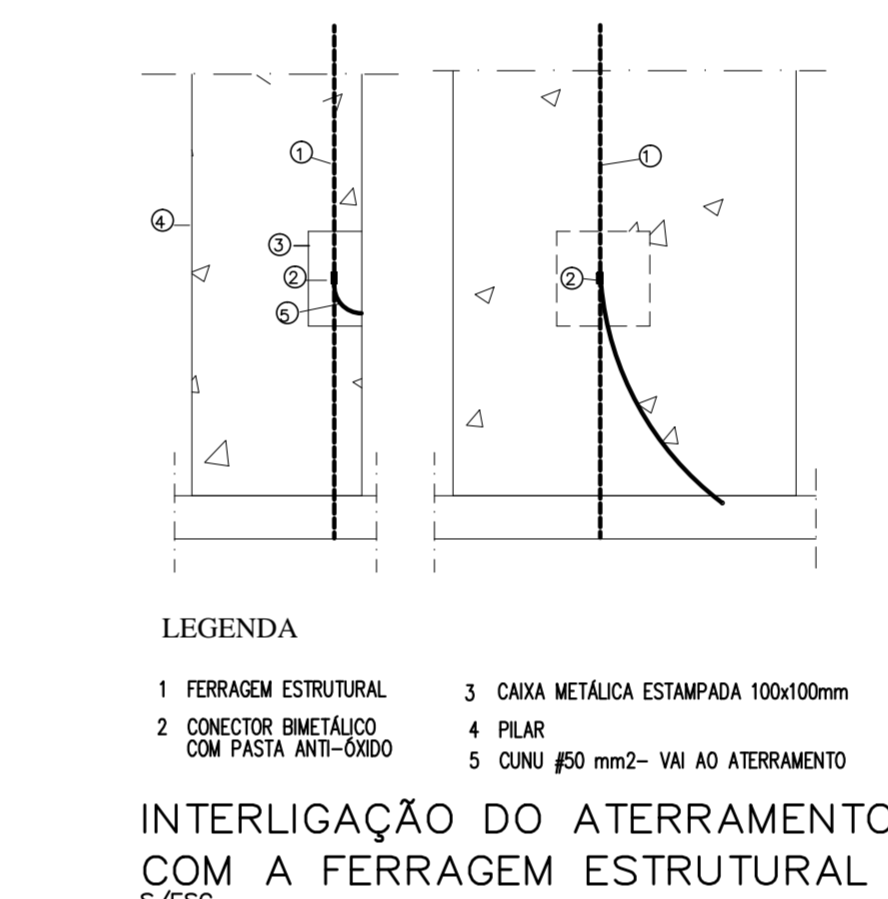 1
1
4
3
2
2
5
LEGENDA
1 FERRAGEM ESTRUTURAL
2 CONECTOR BIMETÁLICO
COM PASTA ANTI-ÓXIDO
3 CAIXA METÁLICA ESTAMPADA 100x100mm
4 PILAR
5 CUNU #50 mm2- VAI AO ATERRAMENTO
INTERLIGAÇÃO DO ATERRAMENTO
COM A FERRAGEM ESTRUTURAL
S/ESC